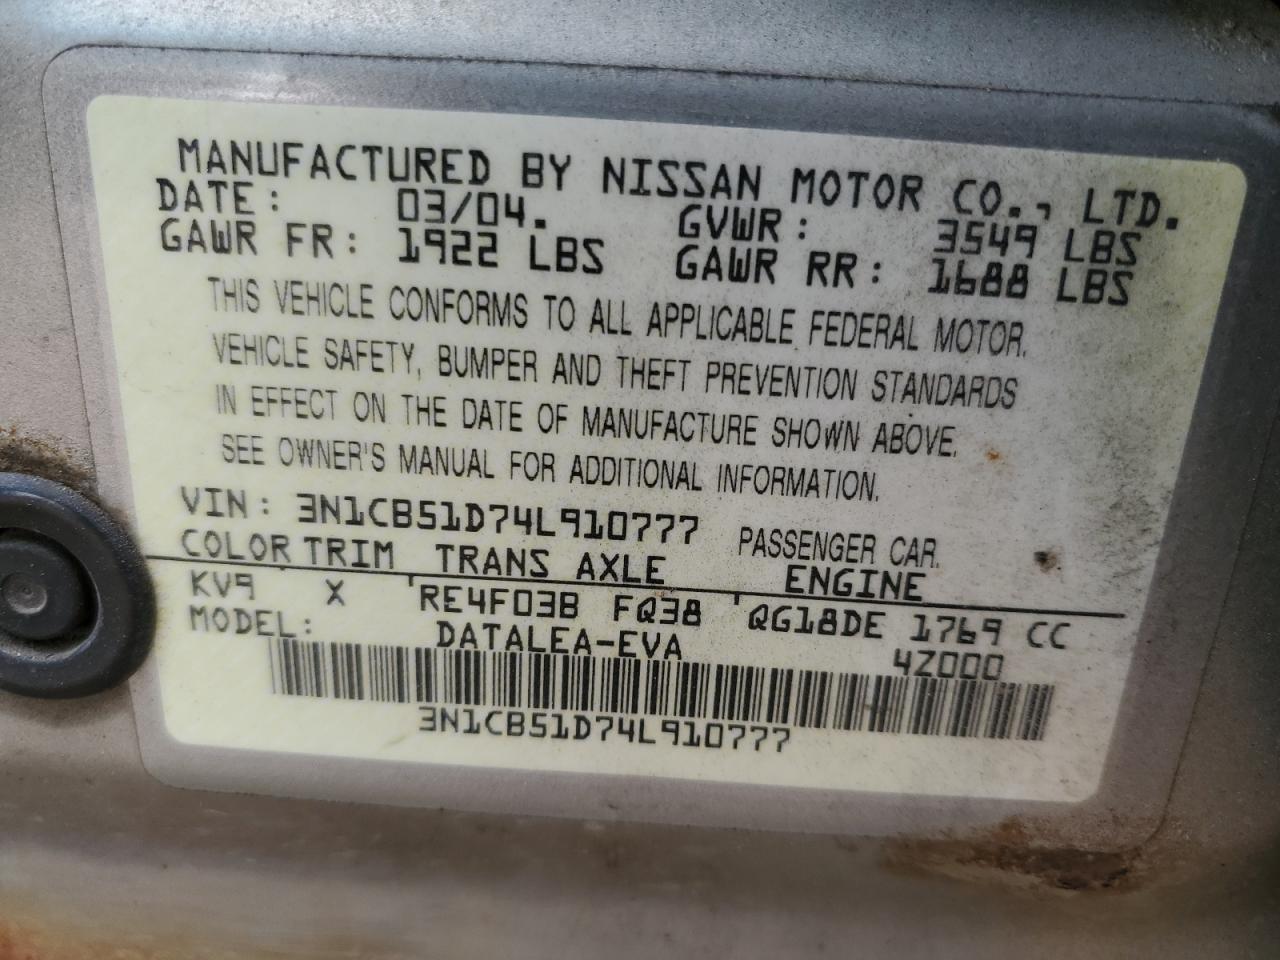 MANUFACTURED BY NISSAN MOTOR CO., LTD.
DATE: 03/04. GVWR: 3549 LBS
GAWR FR: 1922 LBS GAWR RR: 1688 LBS
THIS VEHICLE CONFORMS TO ALL APPLICABLE FEDERAL MOTOR
VEHICLE SAFETY, BUMPER AND THEFT PREVENTION STANDARDS
IN EFFECT ON THE DATE OF MANUFACTURE SHOWN ABOVE.
SEE OWNER'S MANUAL FOR ADDITIONAL INFORMATION.
VIN: 3N1CB51D74L910777 PASSENGER CAR.
COLOR TRIM TRANS AXLE ENGINE
KV9 X RE4F03B FQ38 QG18DE 1769 CC
MODEL: DATALEA-EVA 4Z000
3N1CB51D74L910777